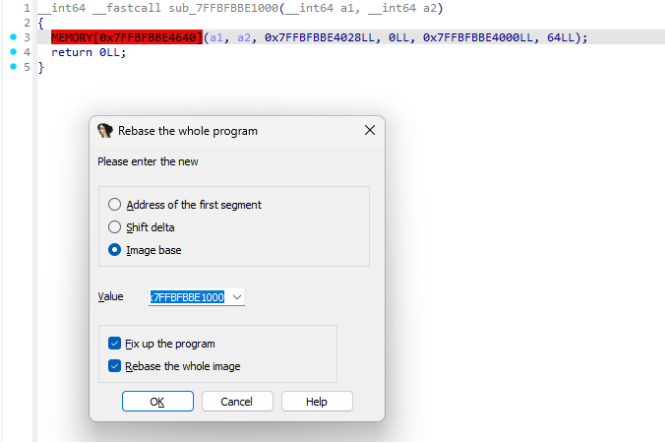 1 __int64 __fastcall sub_7FFBFBBE1000(__int64 a1, __int64 a2)
2 {
3 MEMORY[0x7FFBFBBE4640](a1, a2, 0x7FFBFBBE4028LL, 0LL, 0x7FFBFBBE4000LL, 64LL);
4 return 0LL;
5 }
Rebase the whole program
Please enter the new
Address of the first segment
Shift delta
Image base
Value :7FFBFBBE1000
Fix up the program
Rebase the whole image
OK Cancel Help